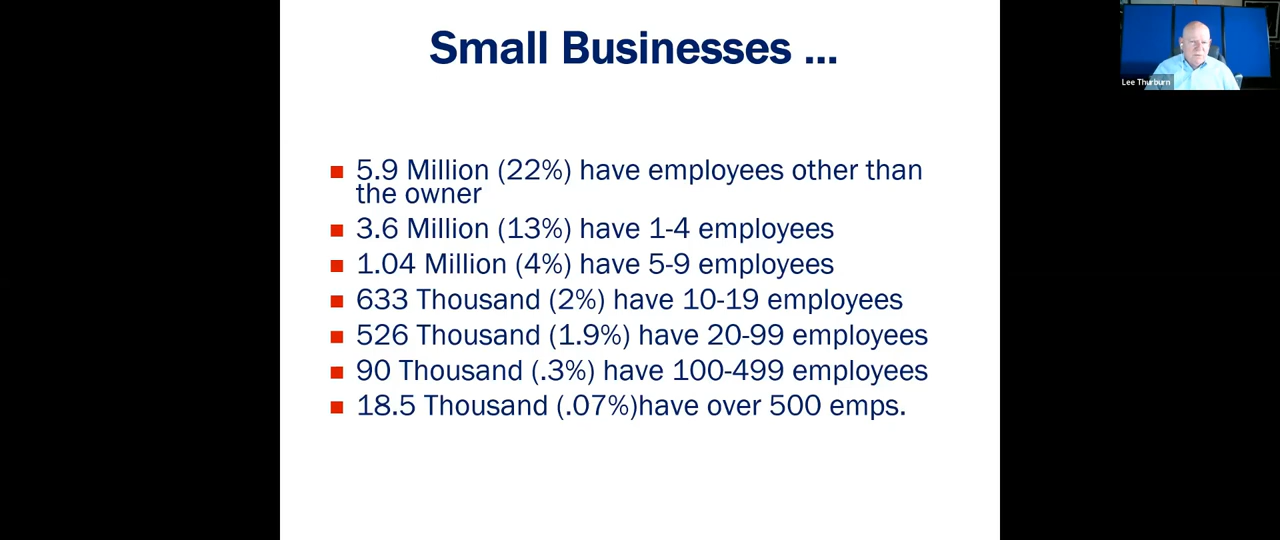 Small Businesses ...
Lee Thurburn
5.9 Million (22%) have employees other than
the owner
3.6 Million (13%) have 1-4 employees
1.04 Million (4%) have 5-9 employees
633 Thousand (2%) have 10-19 employees
526 Thousand (1.9%) have 20-99 employees
90 Thousand (.3%) have 100-499 employees
18.5 Thousand (.07%)have over 500 emps.